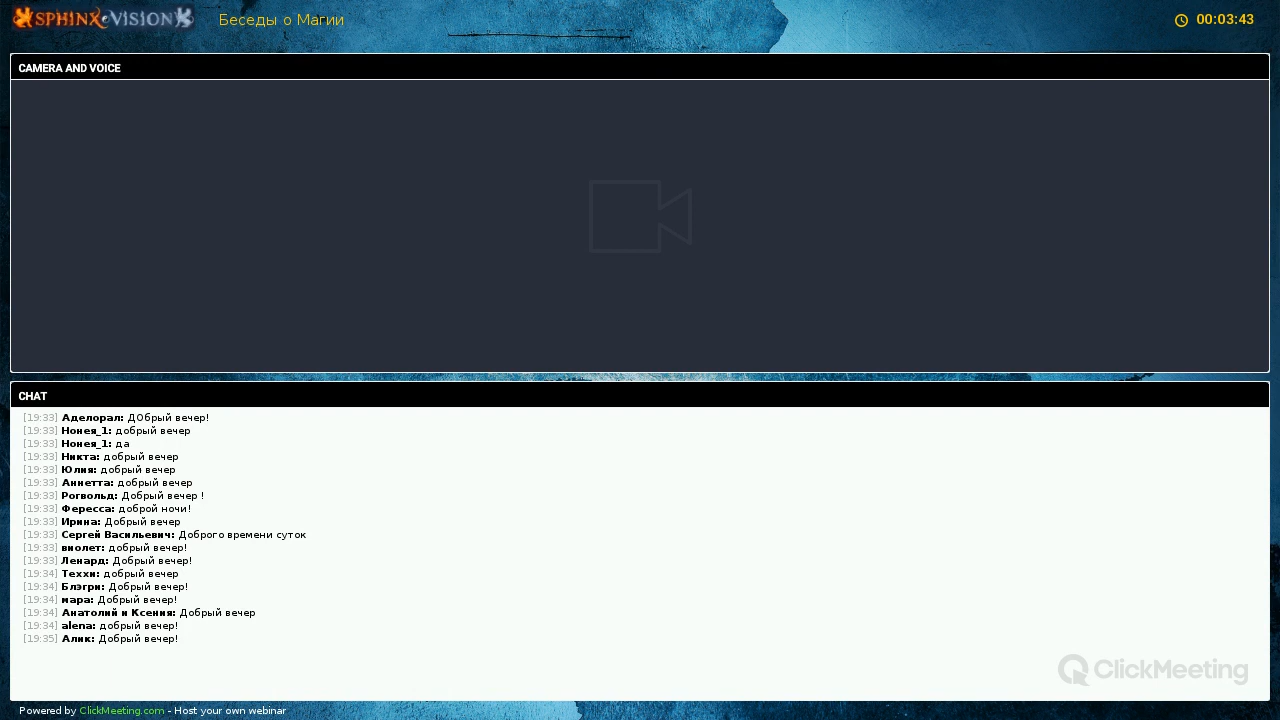 SPHINX VISION
Беседы о Магии
00:03:43
CAMERA AND VOICE
CHAT
[19:33] Аделорал: ДОбрый вечер!
[19:33] Нонея_1: добрый вечер
[19:33] Нонея_1: да
[19:33] Никта: добрый вечер
[19:33] Юлия: добрый вечер
[19:33] Аннетта: добрый вечер
[19:33] Рогвольд: Добрый вечер !
[19:33] Фересса: доброй ночи!
[19:33] Ирина: Добрый вечер
[19:33] Сергей Васильевич: Доброго времени суток
[19:33] виолет: добрый вечер!
[19:33] Ленард: Добрый вечер!
[19:34] Теххи: добрый вечер
[19:34] Блэгри: Добрый вечер!
[19:34] мара: Добрый вечер!
[19:34] Анатолий и Ксения: Добрый вечер
[19:34] alena: добрый вечер!
[19:35] Алик: Добрый вечер!
ClickMeeting
Powered by ClickMeeting.com - Host your own webinar